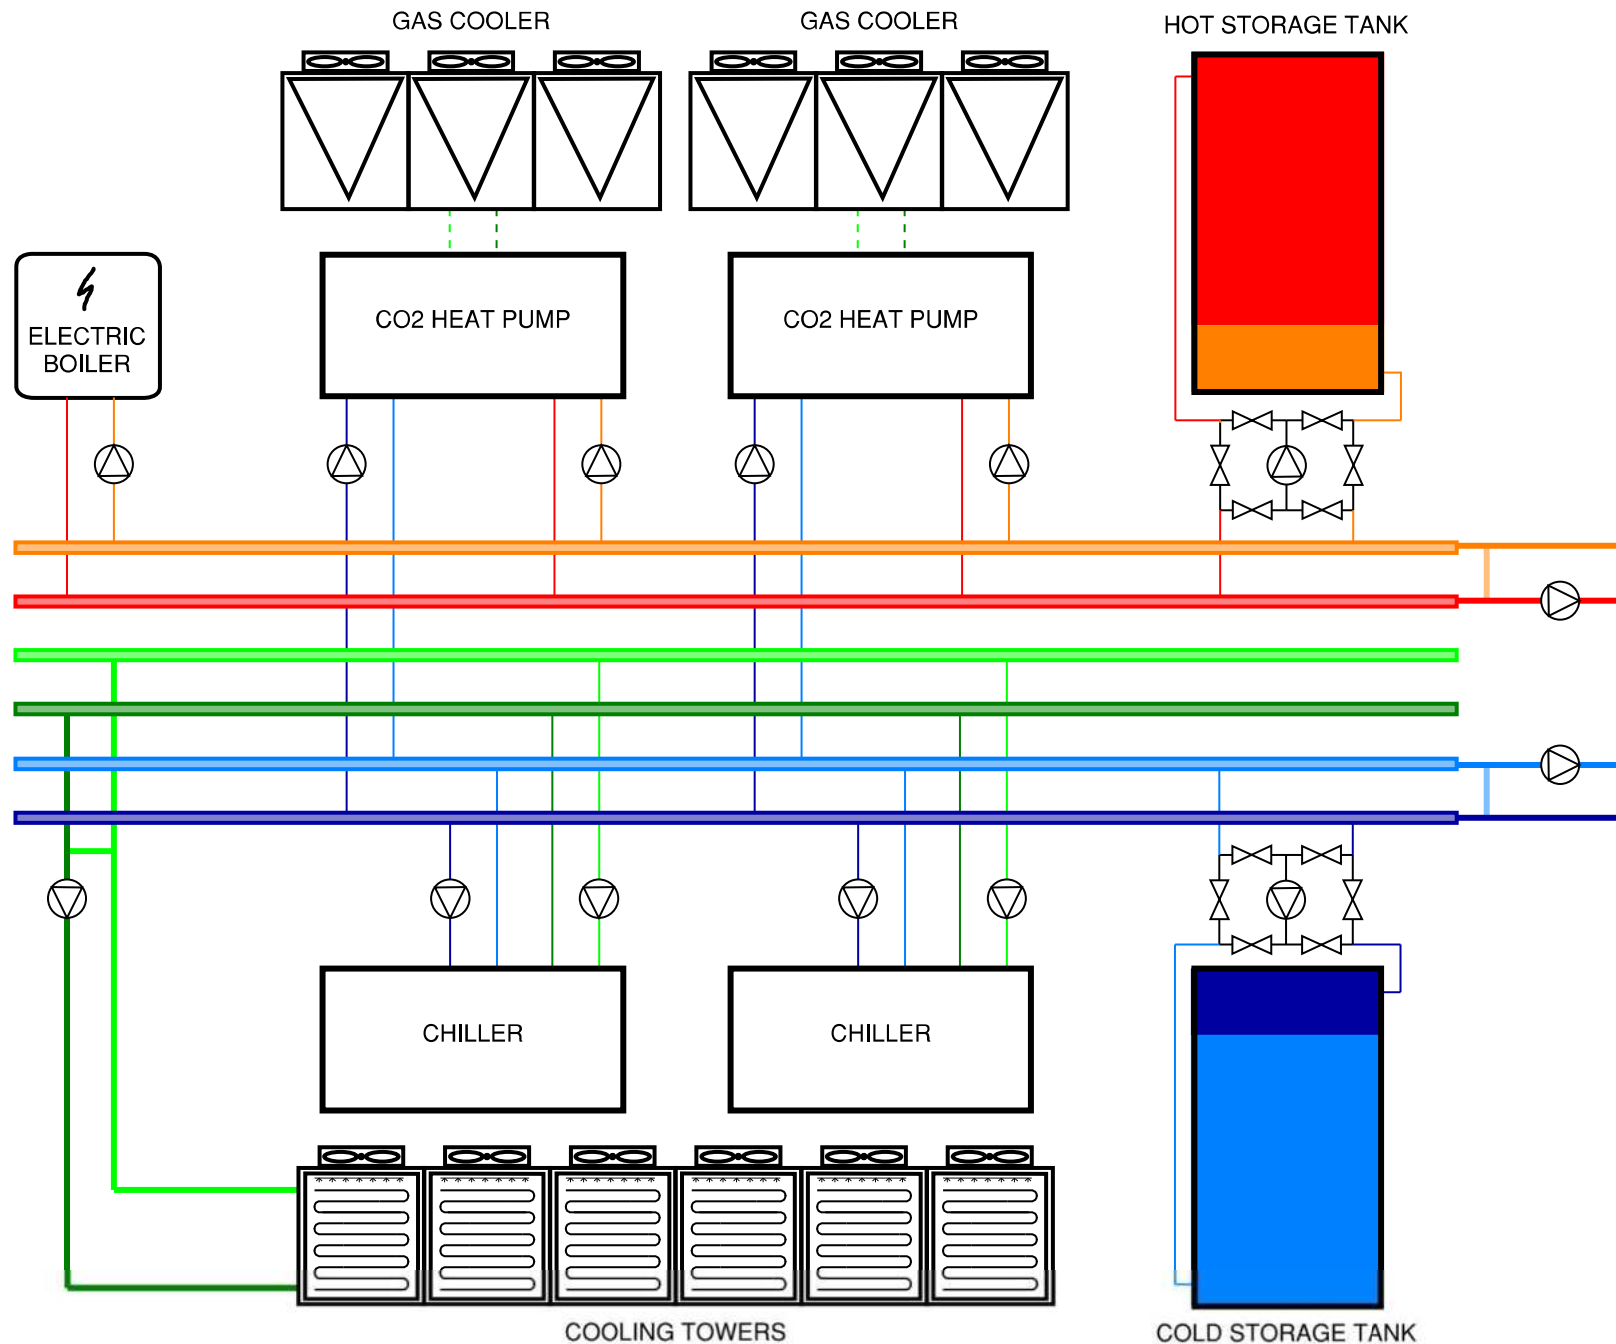 GAS COOLER
GAS COOLER
HOT STORAGE TANK
ELECTRIC
BOILER
CO2 HEAT PUMP
CO2 HEAT PUMP
CHILLER
CHILLER
COOLING TOWERS
COLD STORAGE TANK